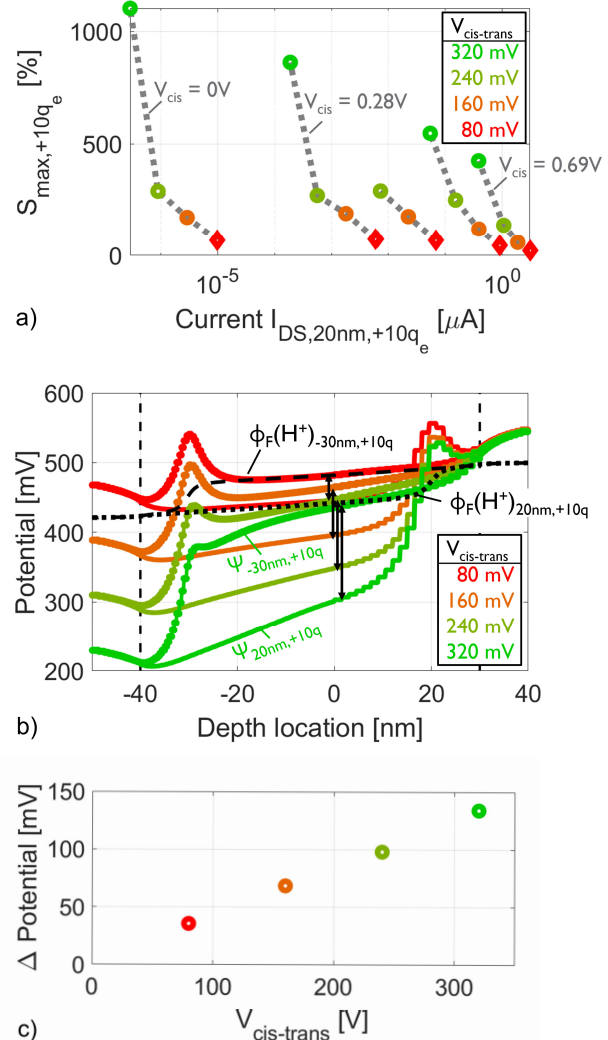 1000
500
0
S_max,+10q_e [%]
V_cis = 0V
V_cis = 0.28V
V_cis = 0.69V
V_cis-trans
320 mV
240 mV
160 mV
80 mV
10^-5
10^0
Current I_DS,20nm,+10q_e [μA]
a)
600
500
400
300
200
Potential [mV]
ϕ_F(H^+)_-30nm,+10q
ϕ_F(H^+)_20nm,+10q
Ψ_-30nm,+10q
Ψ_20nm,+10q
V_cis-trans
80 mV
160 mV
240 mV
320 mV
-40 -20 0 20 40
Depth location [nm]
b)
150
100
50
0
Δ Potential [mV]
0 100 200 300
V_cis-trans [V]
c)